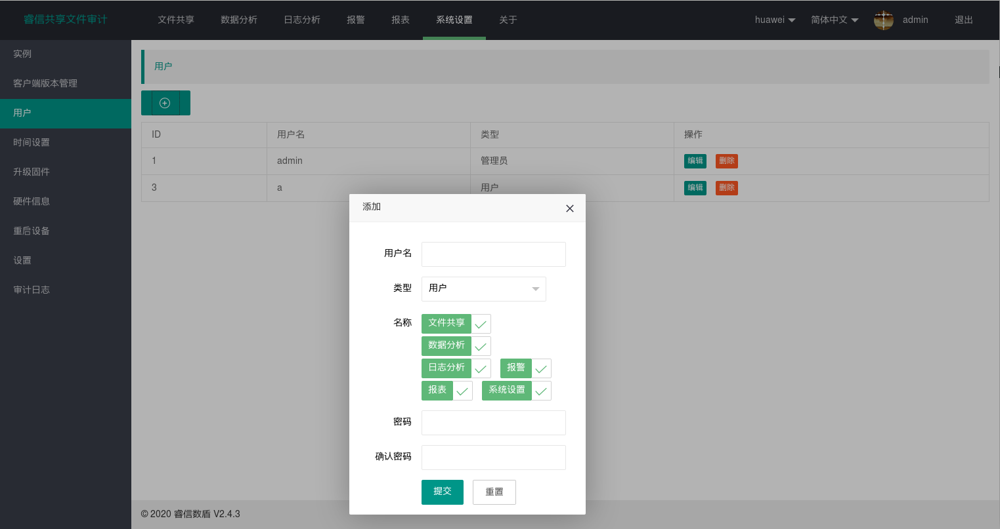 睿信共享文件审计 文件共享 数据分析 日志分析 报警 报表 系统设置 关于 huawei 简体中文 admin 退出
实例
客户端版本管理
用户
时间设置
升级固件
硬件信息
重启设备
设置
审计日志
用户
ID 用户名 类型 操作
1 admin 管理员 编辑 删除
3 a 用户 编辑 删除
添加
用户名
类型 用户
名称 文件共享
数据分析
日志分析 报警
报表 系统设置
密码
确认密码
提交 重置
© 2020 睿信数盾 V2.4.3